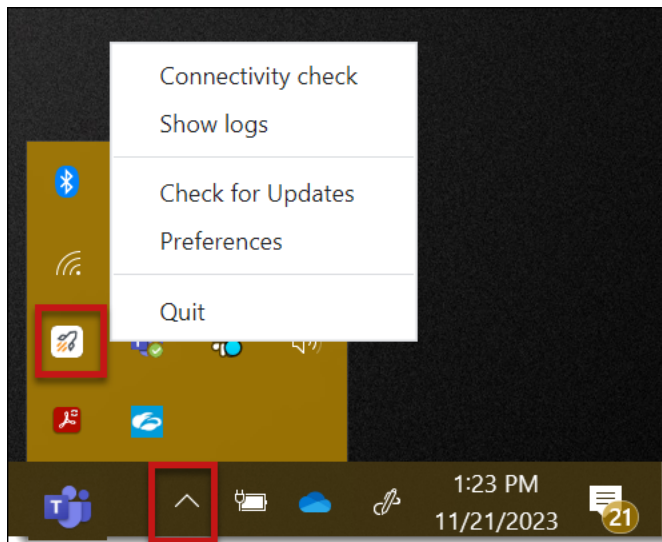 Connectivity check
Show logs
Check for Updates
Preferences
Quit
1:23 PM
11/21/2023
21